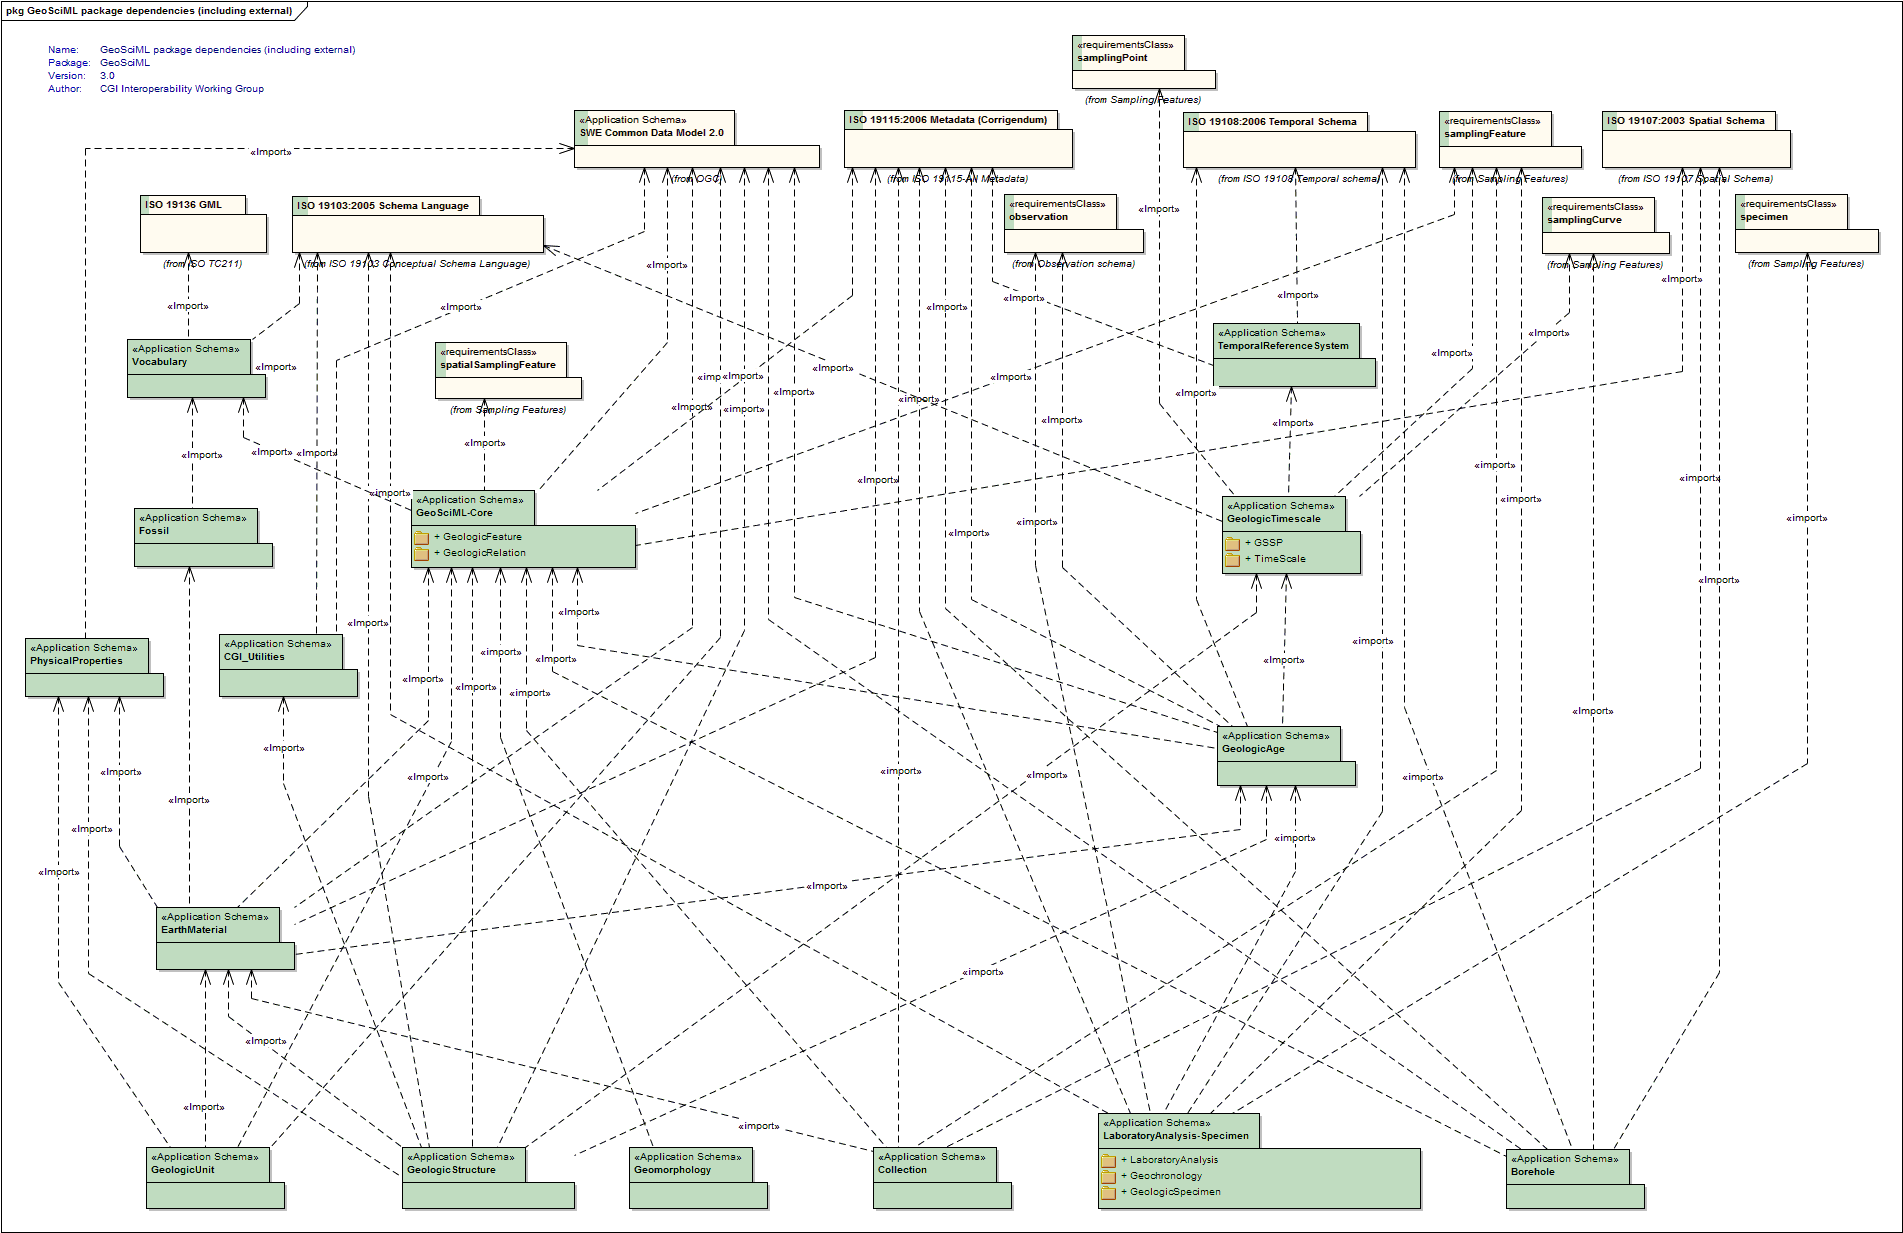 pkg GeoSciML package dependencies (including external)
Name: GeoSciML package dependencies (including external)
Package: GeoSciML
Version: 3.0
Author: CGI Interoperability Working Group
«requirementsClass»
samplingPoint
(from Sampling Features)
«Application Schema»
SWE Common Data Model 2.0
(from OGC)
ISO 19115:2006 Metadata (Corrigendum)
(from ISO 19115-All Metadata)
ISO 19108:2006 Temporal Schema
(from ISO 19108 Temporal schema)
«requirementsClass»
samplingFeature
(from Sampling Features)
ISO 19107:2003 Spatial Schema
(from ISO 19107 Spatial Schema)
«Import»
ISO 19136 GML
(from ISO TC211)
ISO 19103:2005 Schema Language
(from ISO 19103 Conceptual Schema Language)
«requirementsClass»
observation
(from Observation schema)
«Import»
«requirementsClass»
samplingCurve
(from Sampling Features)
«requirementsClass»
specimen
(from Sampling Features)
«Import»
«Import»
«Import»
«Import»
«Import»
«import»
«Import»
«Import»
«Application Schema»
Vocabulary
«requirementsClass»
spatialSamplingFeature
(from Sampling Features)
«Application Schema»
TemporalReferenceSystem
«Import»
«Import»
«Import»
«Import»
«Import»
«Import»
«Import»
«import»
«Import»
«import»
«Import»
«Import»
«Import»
«Import»
«Import»
«Import»
«Import»
«Import»
«Import»
«import»
«Import»
«import»
«Import»
«import»
«Application Schema»
GeoSciML-Core
+ GeologicFeature
+ GeologicRelation
«Application Schema»
GeologicTimescale
+ GSSP
+ TimeScale
«Application Schema»
Fossil
«import»
«Import»
«import»
«Import»
«Import»
«Import»
«import»
«Import»
«import»
«Import»
«Import»
«Import»
«import»
«Application Schema»
PhysicalProperties
«Application Schema»
CGI_Utilities
«Import»
«Application Schema»
GeologicAge
«Import»
«Import»
«Import»
«import»
«Import»
«import»
«Import»
«Import»
«import»
«Import»
«Import»
«Application Schema»
EarthMaterial
«import»
«Import»
«Import»
«import»
«Application Schema»
GeologicUnit
«Application Schema»
GeologicStructure
«Application Schema»
Geomorphology
«Application Schema»
Collection
«Application Schema»
LaboratoryAnalysis-Specimen
+ LaboratoryAnalysis
+ Geochronology
+ GeologicSpecimen
«Application Schema»
Borehole